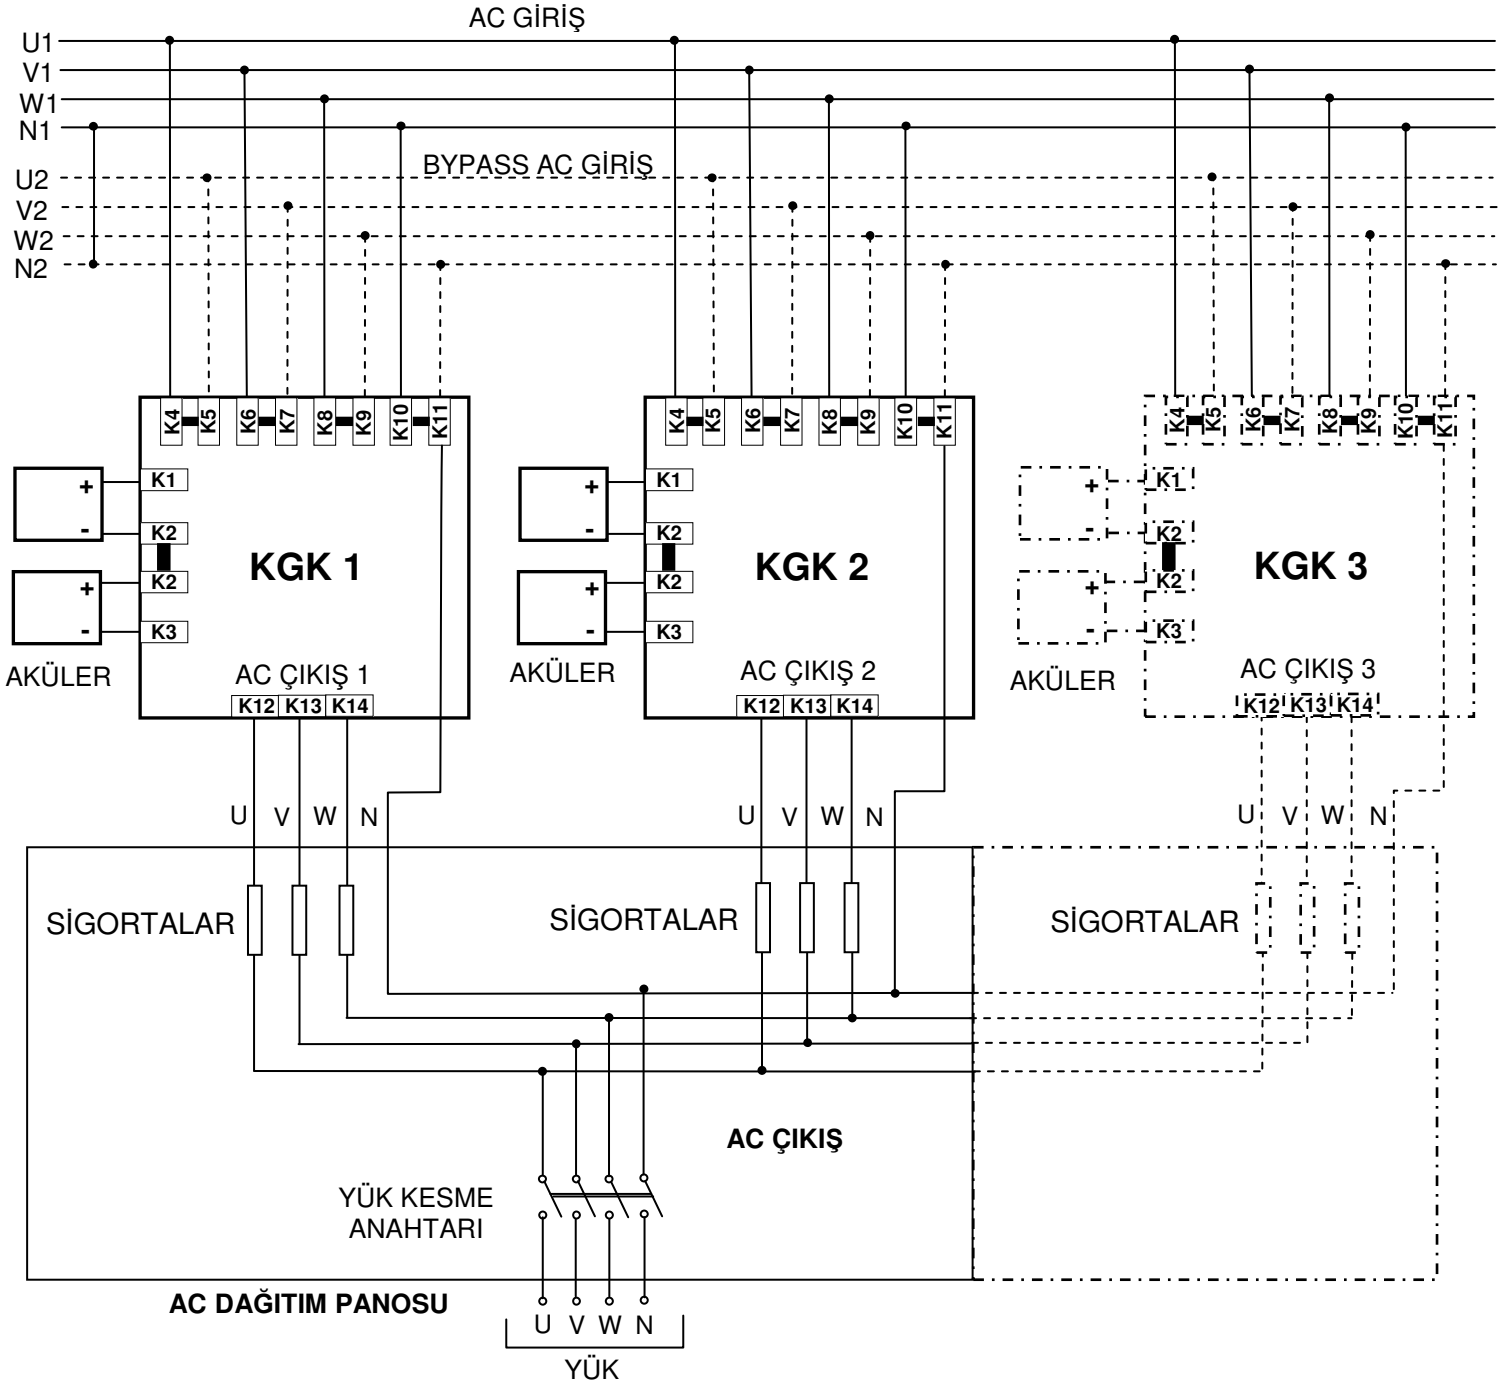 AC GİRİŞ
U1
V1
W1
N1
BYPASS AC GİRİŞ
U2
V2
W2
N2
K4 K5 K6 K7 K8 K9 K10 K11
K4 K5 K6 K7 K8 K9 K10 K11
K4 K5 K6 K7 K8 K9 K10 K11
+ K1
- K2
+ K2
- K3
KGK 1
AKÜLER
AC ÇIKIŞ 1
K12 K13 K14
+ K1
- K2
+ K2
- K3
KGK 2
AKÜLER
AC ÇIKIŞ 2
K12 K13 K14
+ K1
- K2
+ K2
- K3
KGK 3
AKÜLER
AC ÇIKIŞ 3
K12 K13 K14
U V W N
U V W N
U V W N
SİGORTALAR
SİGORTALAR
SİGORTALAR
AC ÇIKIŞ
YÜK KESME
ANAHTARI
AC DAĞITIM PANOSU
U V W N
YÜK